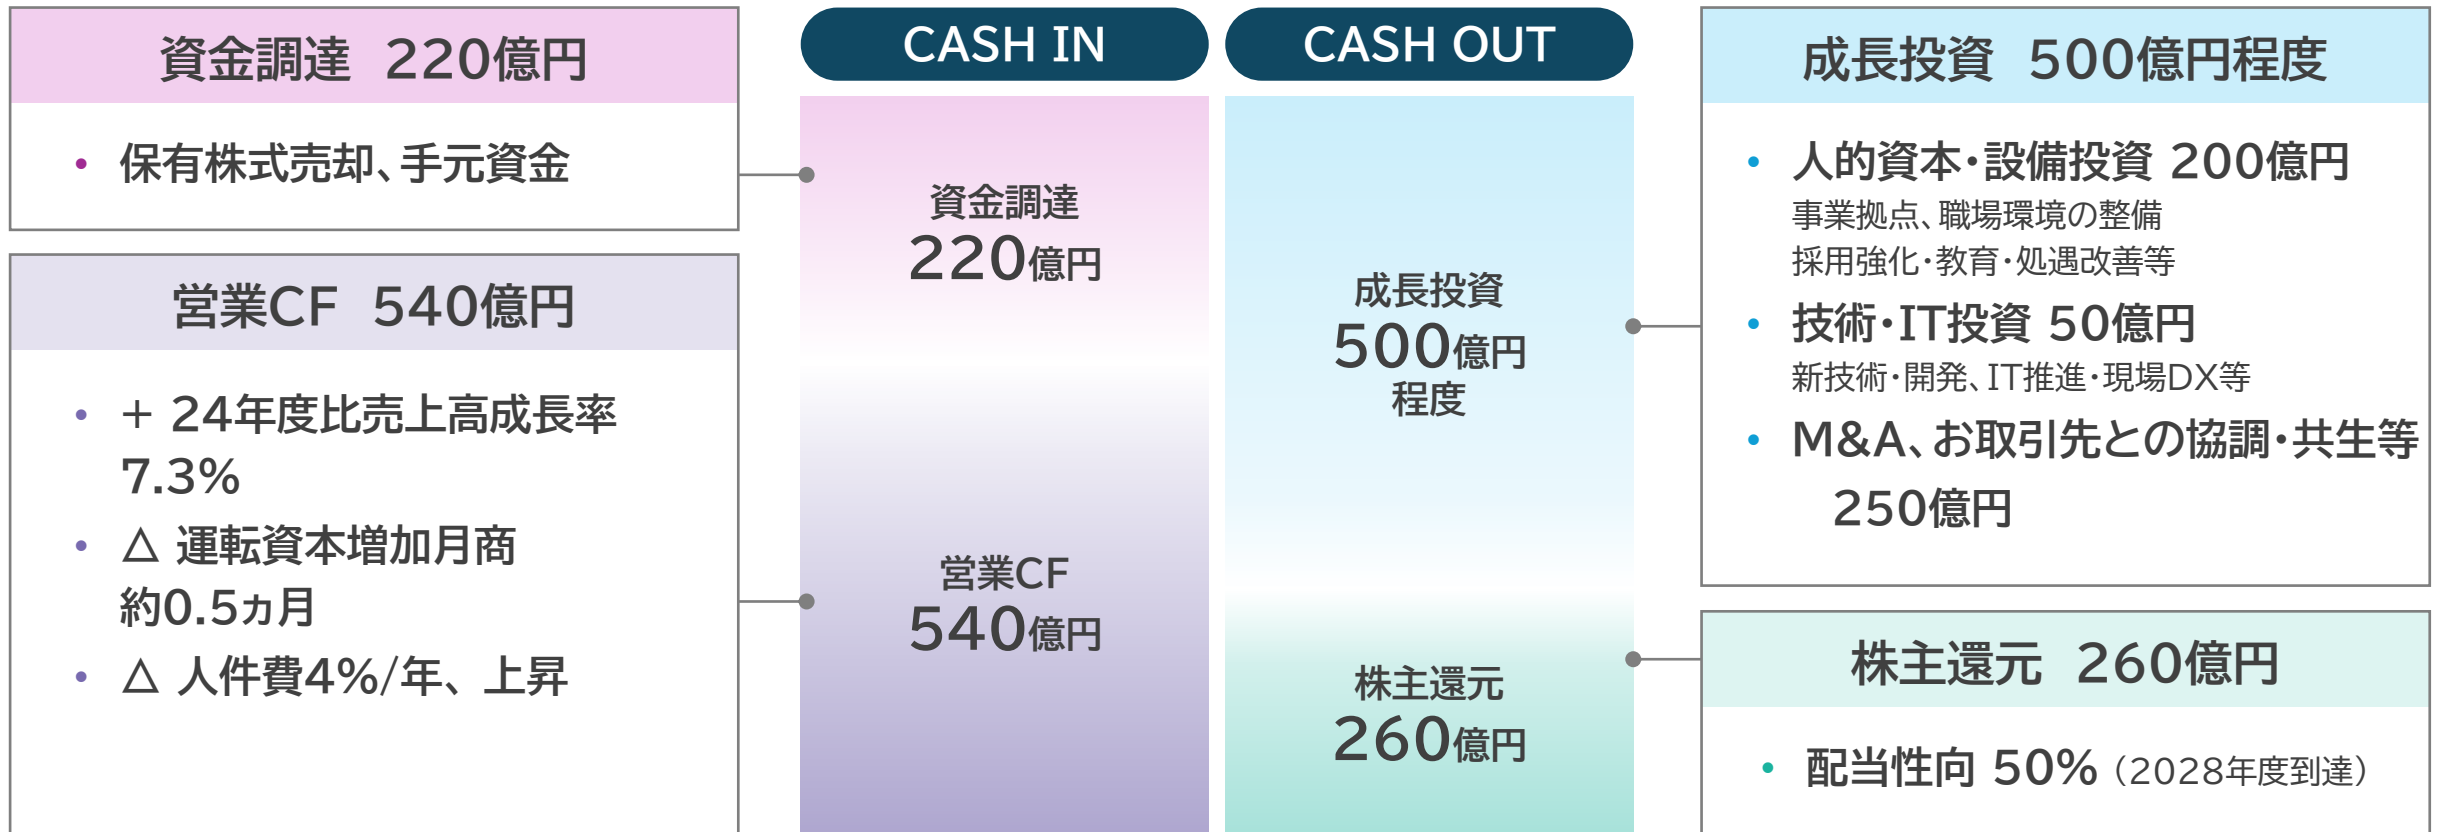 資金調達 220億円
・ 保有株式売却、手元資金
営業CF 540億円
・ + 24年度比売上高成長率
7.3%
・ △ 運転資本増加月商
約0.5ヵ月
・ △ 人件費4%/年、上昇
CASH IN
資金調達
220億円
営業CF
540億円
CASH OUT
成長投資
500億円
程度
株主還元
260億円
成長投資 500億円程度
・ 人的資本・設備投資 200億円
事業拠点、職場環境の整備
採用強化・教育・処遇改善等
・ 技術・IT投資 50億円
新技術・開発、IT推進・現場DX等
・ M&A、お取引先との協調・共生等
250億円
株主還元 260億円
・ 配当性向 50%（2028年度到達）